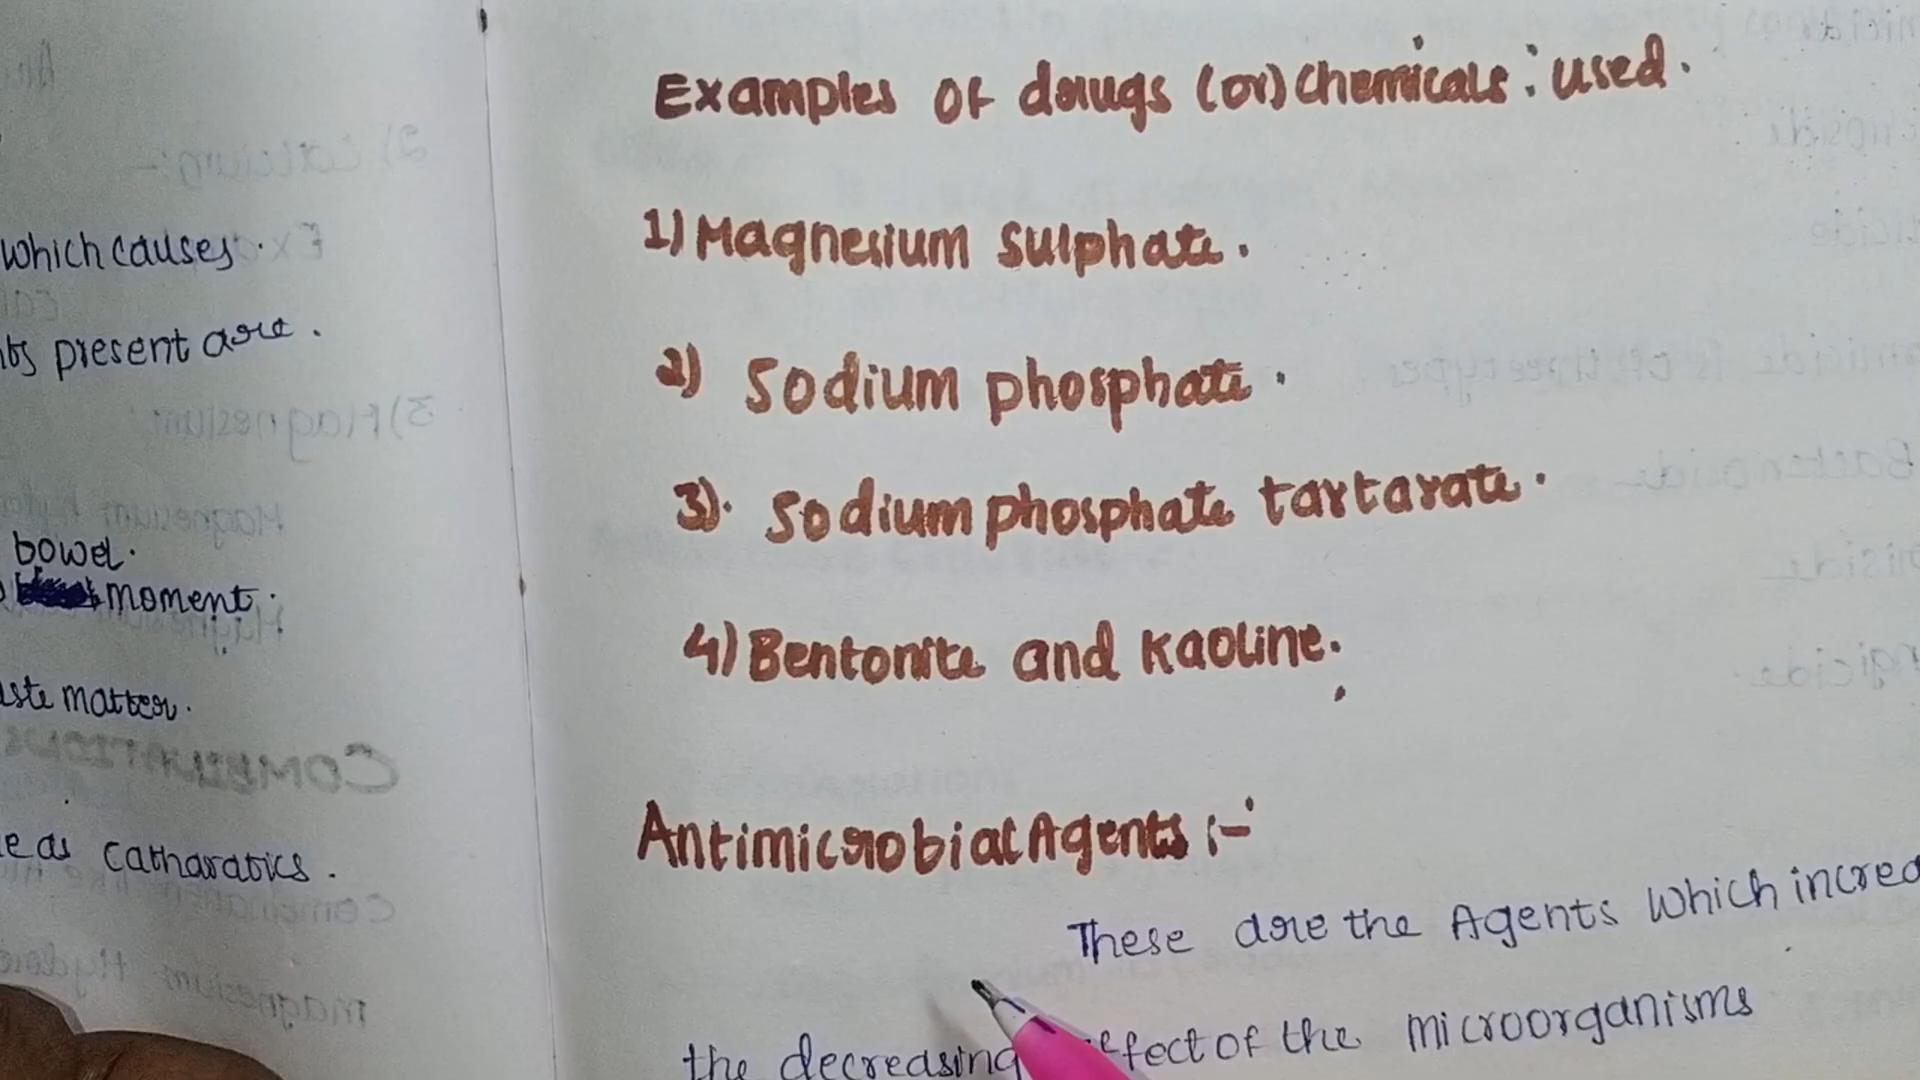 which causes.
present are.
bowel.
moment.
matter.
as catharatics.
Examples of drugs (or) chemicals : used.
1) Magnesium sulphate.
2) Sodium phosphate.
3). Sodium phosphate tartarate.
4) Bentonite and Kaoline.
Antimicrobial Agents :-
These are the Agents which
the decreasing effect of the microorganisms